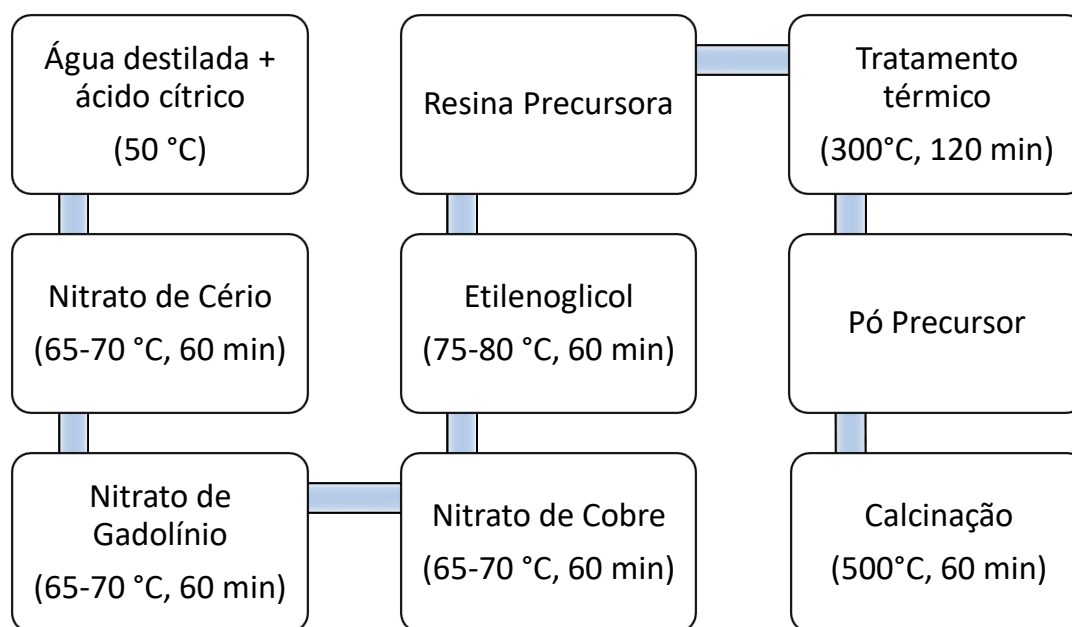 Água destilada +
ácido cítrico
(50 °C)
Nitrato de Cério
(65-70 °C, 60 min)
Nitrato de
Gadolínio
(65-70 °C, 60 min)
Nitrato de Cobre
(65-70 °C, 60 min)
Etilenoglicol
(75-80 °C, 60 min)
Resina Precursora
Tratamento
térmico
(300°C, 120 min)
Pó Precursor
Calcinação
(500°C, 60 min)